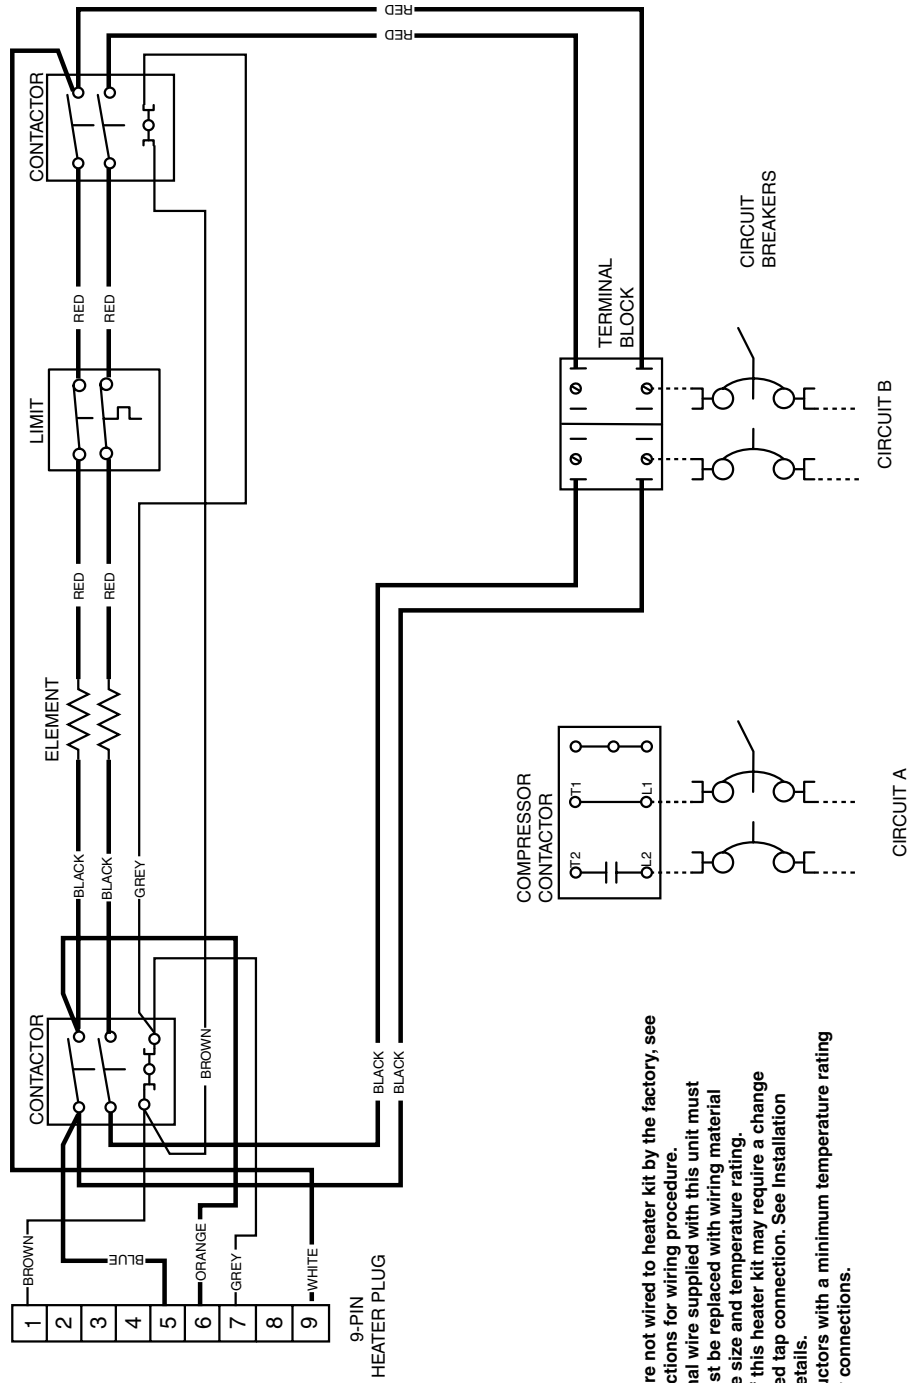 RED
RED
CONTACTOR
RED
RED
LIMIT
RED
RED
ELEMENT
BLACK
BLACK
GREY
CONTACTOR
BROWN
BLACK
BLACK
BROWN
BLUE
ORANGE
GREY
WHITE
1
2
3
4
5
6
7
8
9
9-PIN
HEATER PLUG
TERMINAL
BLOCK
CIRCUIT
BREAKERS
CIRCUIT B
COMPRESSOR
CONTACTOR
T1
L1
T2
L2
CIRCUIT A
re not wired to heater kit by the factory, see
ctions for wiring procedure.
nal wire supplied with this unit must
st be replaced with wiring material
e size and temperature rating.
this heater kit may require a change
ed tap connection. See Installation
etails.
uctors with a minimum temperature rating
connections.